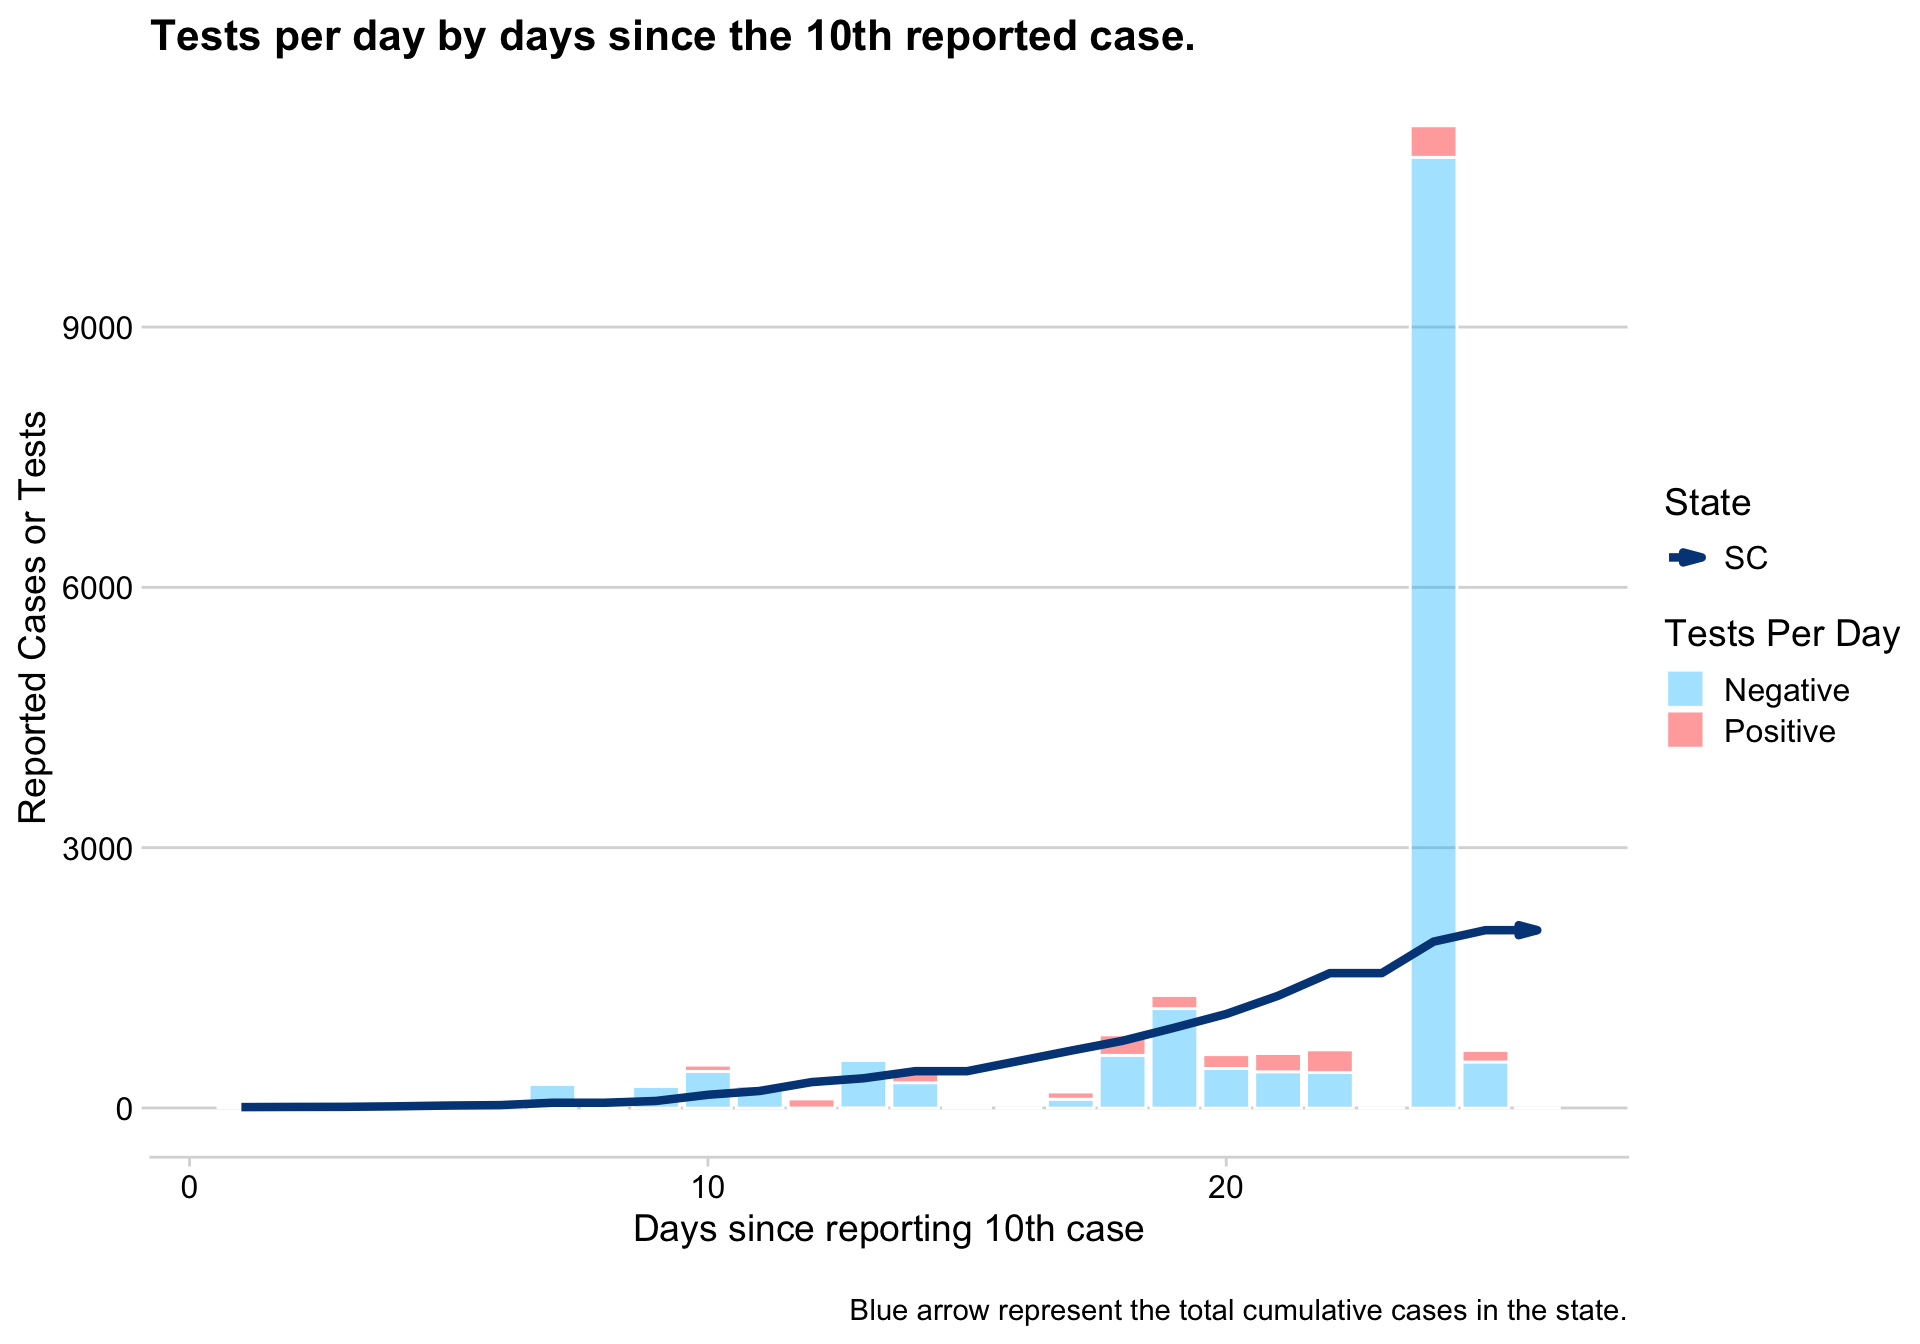 Tests per day by days since the 10th reported case.
Reported Cases or Tests
9000
6000
3000
0
0
10
20
Days since reporting 10th case
State
SC
Tests Per Day
Negative
Positive
Blue arrow represent the total cumulative cases in the state.